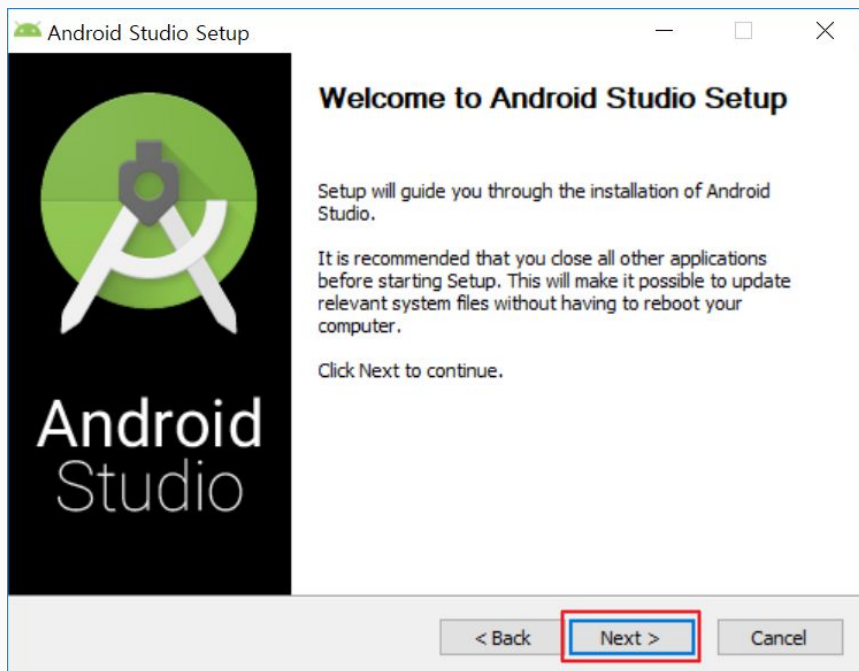 Android Studio Setup
Welcome to Android Studio Setup
Setup will guide you through the installation of Android
Studio.
It is recommended that you close all other applications
before starting Setup. This will make it possible to update
relevant system files without having to reboot your
computer.
Click Next to continue.
Android
Studio
< Back
Next >
Cancel